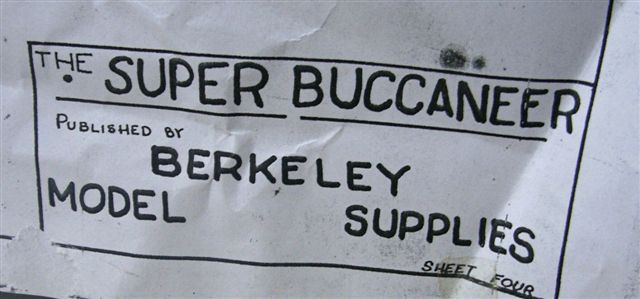 THE SUPER BUCCANEER
PUBLISHED BY
BERKELEY
MODEL SUPPLIES
SHEET FOUR